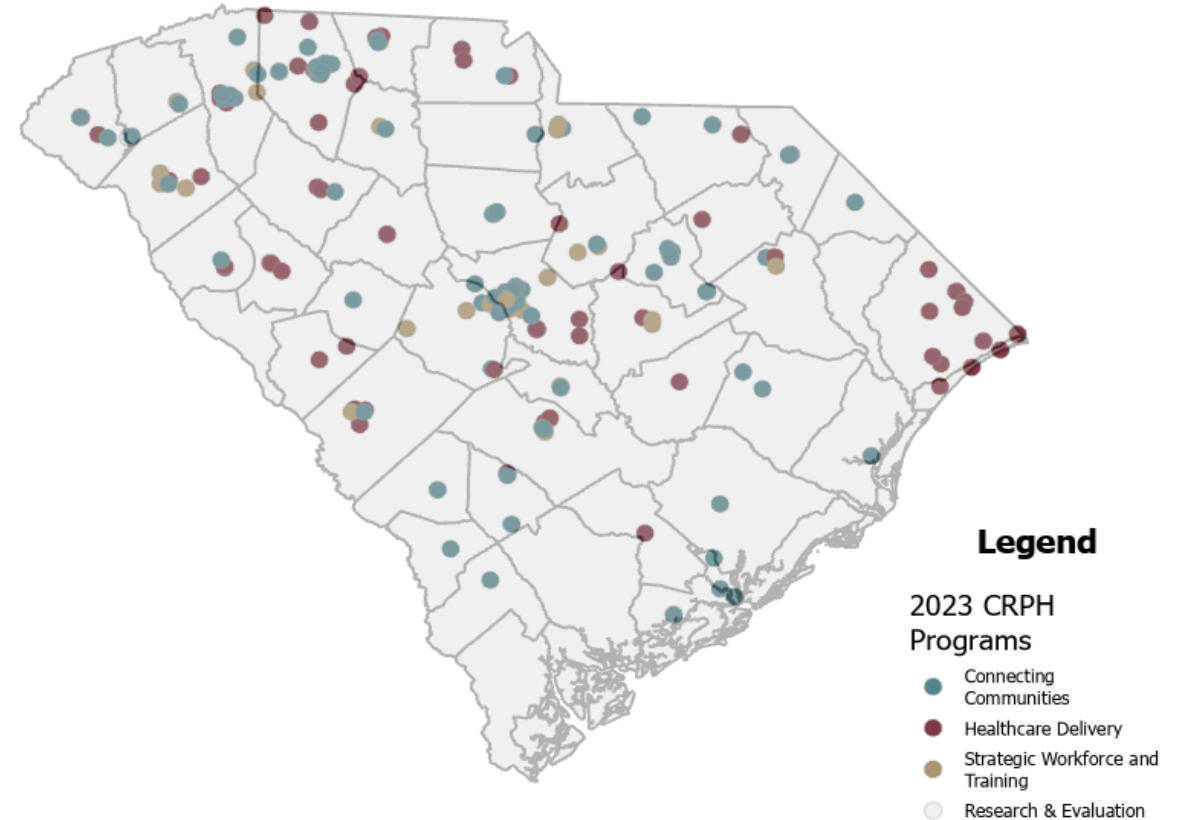 Legend
2023 CRPH
Programs
Connecting
Communities
Healthcare Delivery
Strategic Workforce and
Training
Research & Evaluation